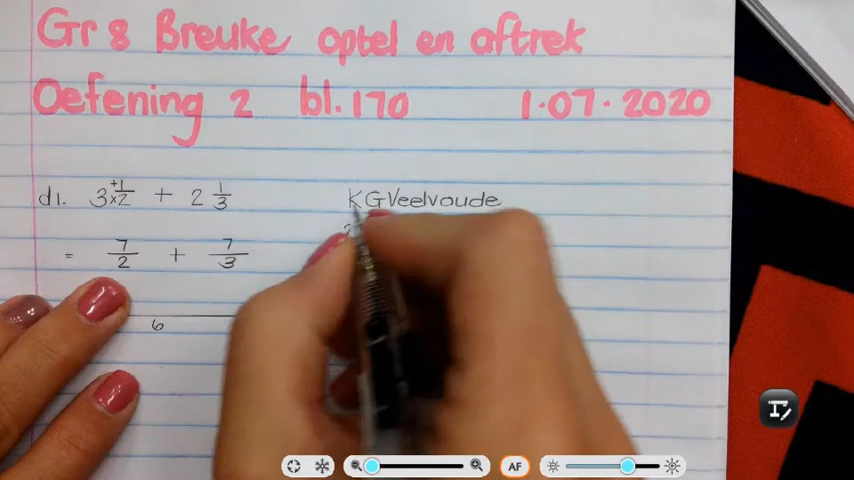 Gr 8 Breuke optel en aftrek
Oefening 2 bl. 170 1.07.2020
d1. 3 +1/×2 + 2 1/3 KGVeelvoude
= 7/2 + 7/3 2
6
AF